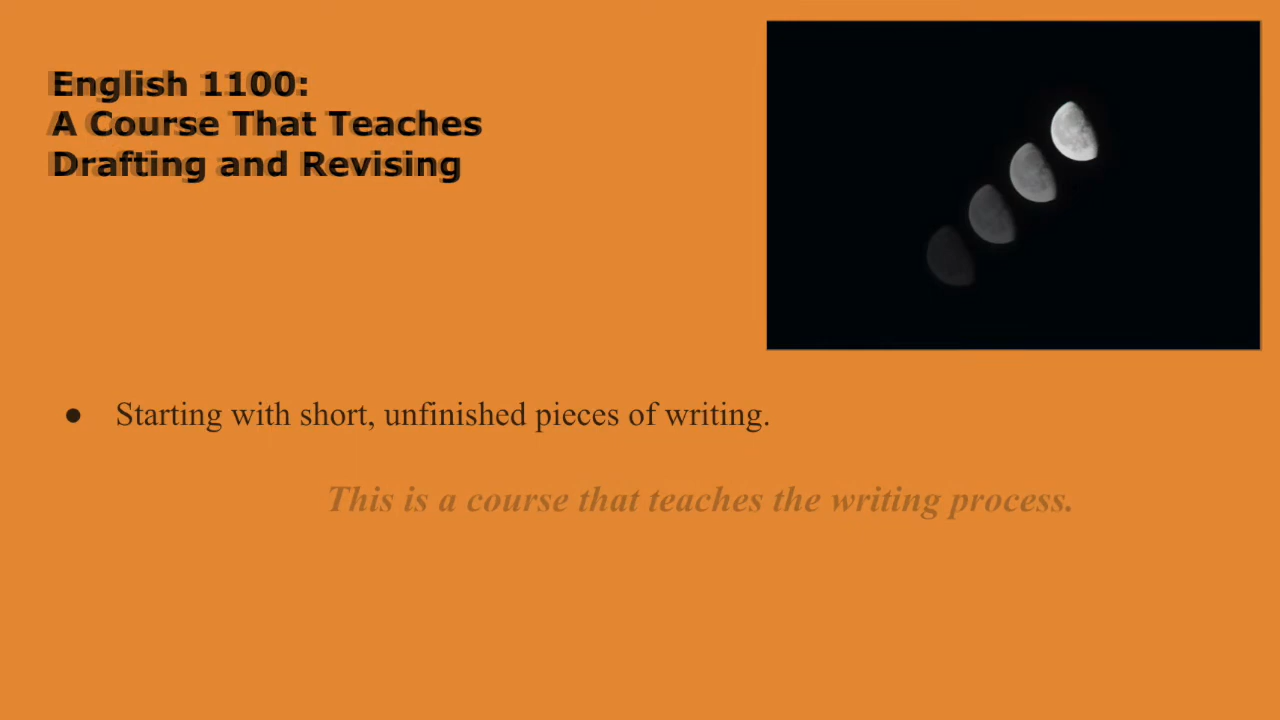 English 1100:
A Course That Teaches
Drafting and Revising
● Starting with short, unfinished pieces of writing.
This is a course that teaches the writing process.